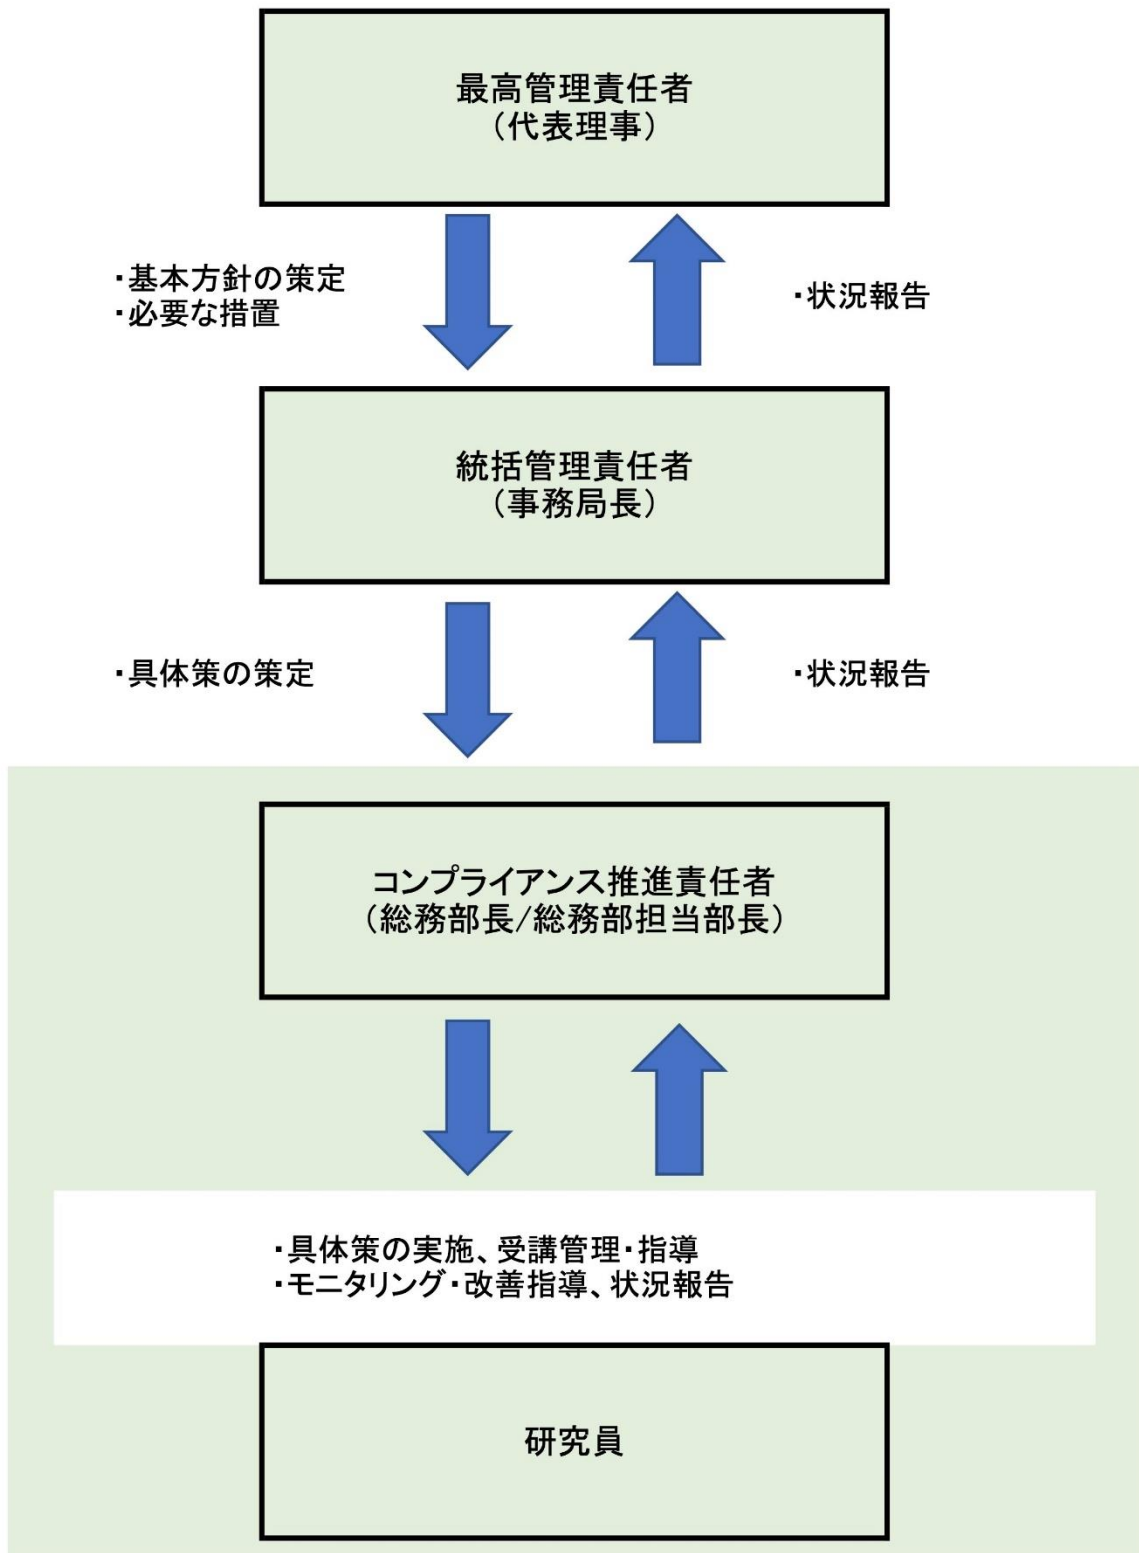 最高管理責任者
（代表理事）
・基本方針の策定
・必要な措置
・状況報告
統括管理責任者
（事務局長）
・具体策の策定
・状況報告
コンプライアンス推進責任者
（総務部長/総務部担当部長）
・具体策の実施、受講管理・指導
・モニタリング・改善指導、状況報告
研究員